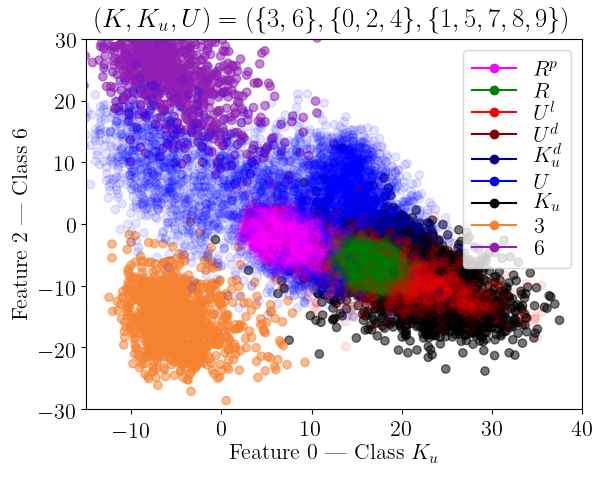 (K, K_u, U) = ({3, 6}, {0, 2, 4}, {1, 5, 7, 8, 9})
30
20
10
0
−10
−20
−30
−10
0
10
20
30
40
Feature 2 — Class 6
Feature 0 — Class K_u
R^p
R
U^l
U^d
K_u^d
U
K_u
3
6